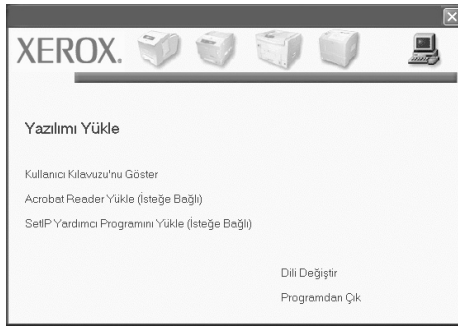 XEROX.
Yazılımı Yükle
Kullanıcı Kılavuzu'nu Göster
Acrobat Reader Yükle (İsteğe Bağlı)
SetIP Yardımcı Programını Yükle (İsteğe Bağlı)
Dili Değiştir
Programdan Çık